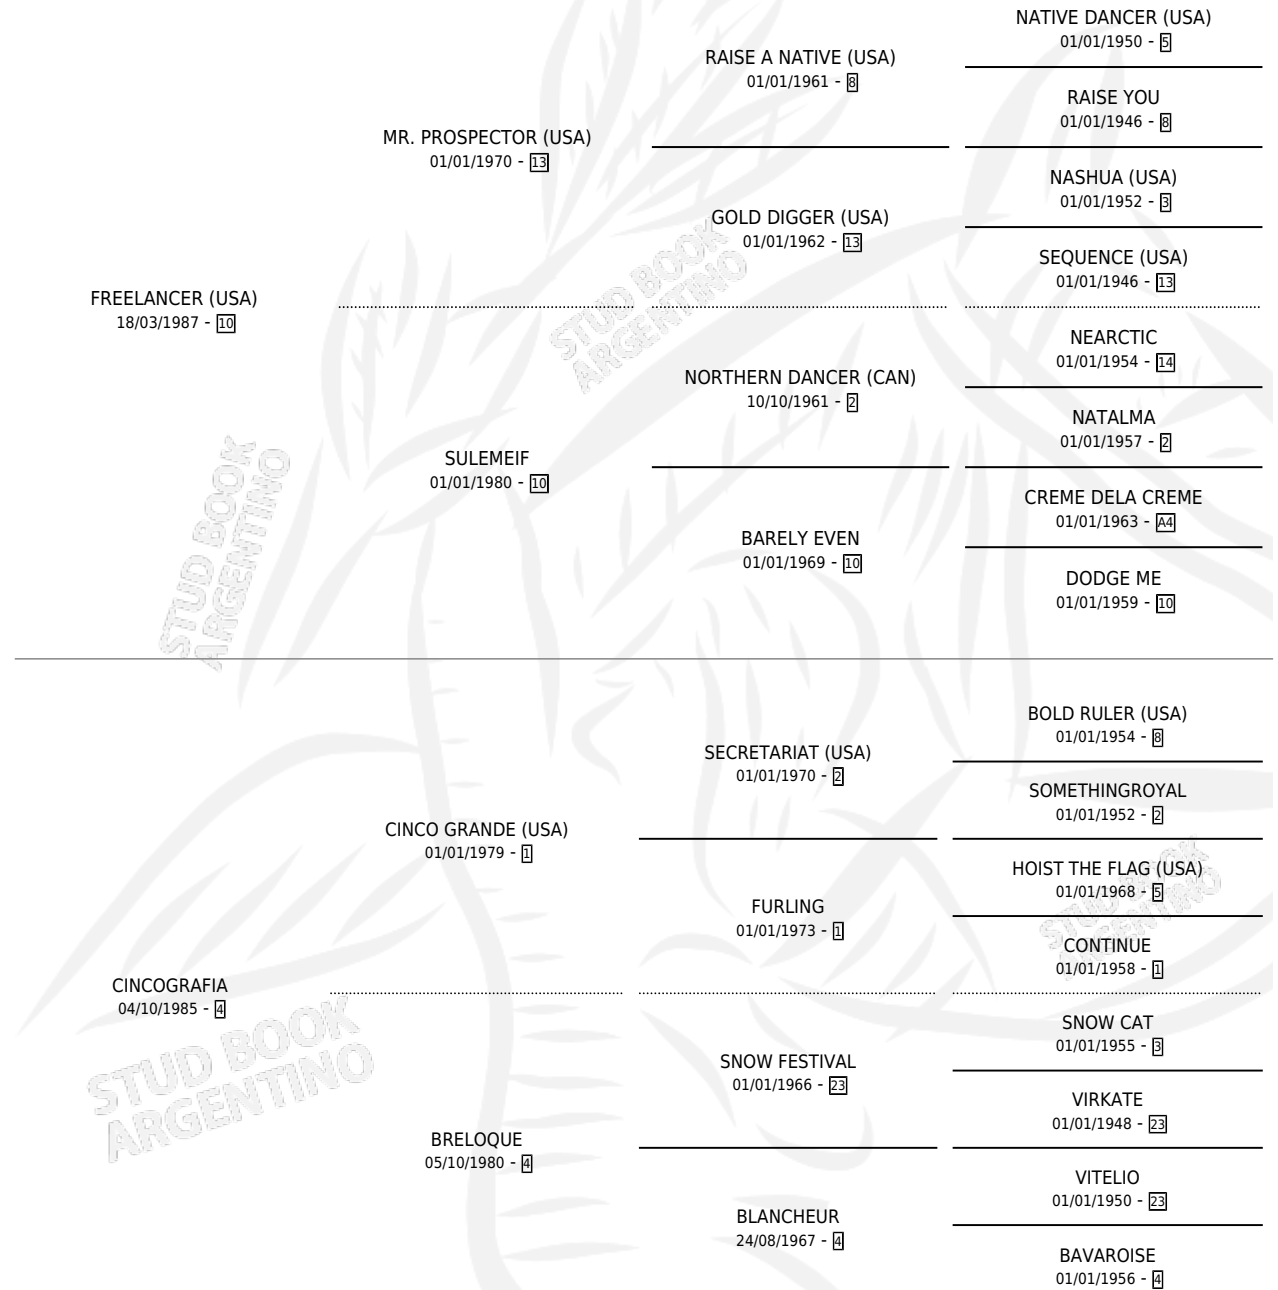 NATIVE DANCER (USA)
01/01/1950 - 5
RAISE A NATIVE (USA)
01/01/1961 - 8
RAISE YOU
01/01/1946 - 8
MR. PROSPECTOR (USA)
01/01/1970 - 13
NASHUA (USA)
01/01/1952 - 3
GOLD DIGGER (USA)
01/01/1962 - 13
SEQUENCE (USA)
01/01/1946 - 13
FREELANCER (USA)
18/03/1987 - 10
NEARCTIC
01/01/1954 - 14
NORTHERN DANCER (CAN)
10/10/1961 - 2
NATALMA
01/01/1957 - 2
SULEMEIF
01/01/1980 - 10
CREME DELA CREME
01/01/1963 - A4
BARELY EVEN
01/01/1969 - 10
DODGE ME
01/01/1959 - 10
BOLD RULER (USA)
01/01/1954 - 8
SECRETARIAT (USA)
01/01/1970 - 2
SOMETHINGROYAL
01/01/1952 - 2
CINCO GRANDE (USA)
01/01/1979 - 1
HOIST THE FLAG (USA)
01/01/1968 - 5
FURLING
01/01/1973 - 1
CONTINUE
01/01/1958 - 1
CINCOGRAFIA
04/10/1985 - 4
SNOW CAT
01/01/1955 - 3
SNOW FESTIVAL
01/01/1966 - 23
VIRKATE
01/01/1948 - 23
BRELOQUE
05/10/1980 - 4
VITELIO
01/01/1950 - 23
BLANCHEUR
24/08/1967 - 4
BAVAROISE
01/01/1956 - 4
STUD BOOK
ARGENTINO
STUD BOOK
ARGENTINO
STUD BOOK
ARGENTINO
STUD BOOK
ARGENTINO